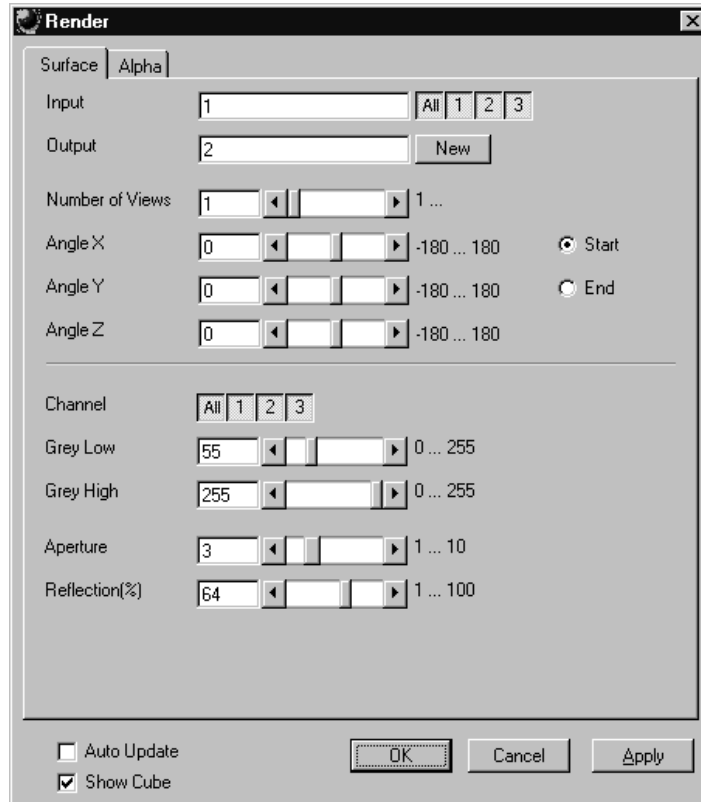 Render
Surface Alpha
Input 1 All 1 2 3
Output 2 New
Number of Views 1 1 ...
Angle X 0 -180 ... 180 Start
Angle Y 0 -180 ... 180 End
Angle Z 0 -180 ... 180
Channel All 1 2 3
Grey Low 55 0 ... 255
Grey High 255 0 ... 255
Aperture 3 1 ... 10
Reflection(%) 64 1 ... 100
Auto Update OK Cancel Apply
Show Cube